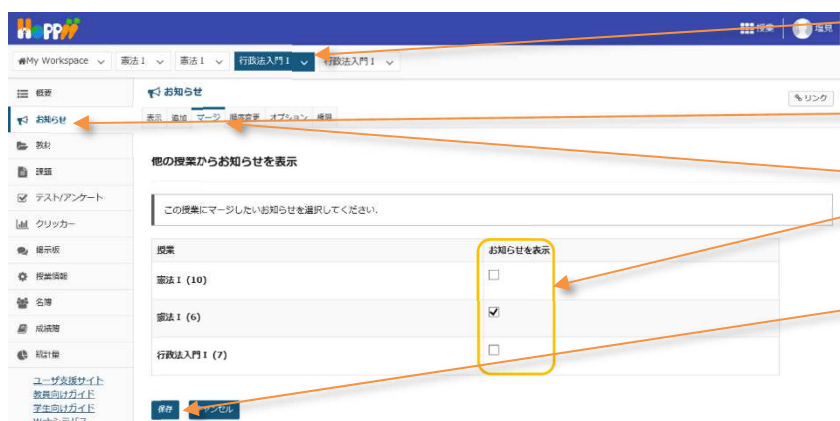 HoPPii
授業
塩見
My Workspace
憲法 I
憲法 I
行政法入門 I
行政法入門 I
概要
お知らせ
教材
課題
テスト/アンケート
クリッカー
掲示板
授業情報
名簿
成績簿
統計量
ユーザ支援サイト
教員向けガイド
学生向けガイド
Webシラバス
お知らせ
リンク
表示 追加 マージ 順序変更 オプション 権限
他の授業からお知らせを表示
この授業にマージしたいお知らせを選択してください.
授業 お知らせを表示
憲法 I (10)
憲法 I (6)
行政法入門 I (7)
保存 キャンセル